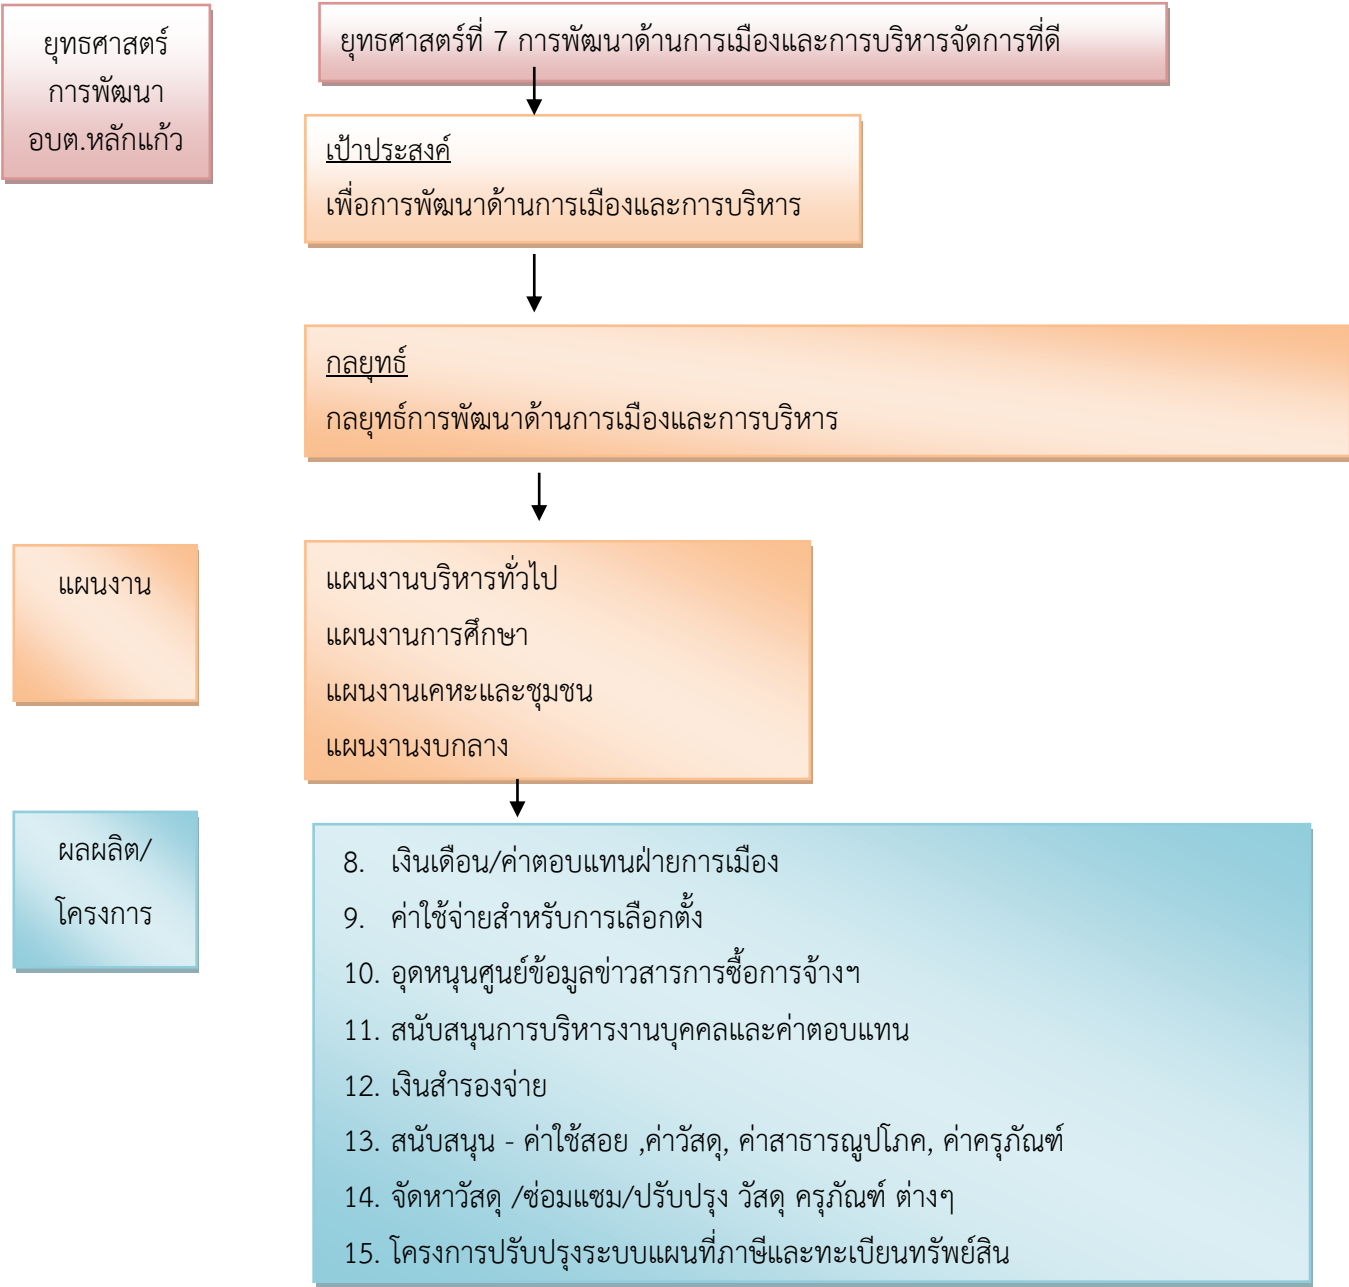 ยุทธศาสตร์
การพัฒนา
อบต.หลักแก้ว
ยุทธศาสตร์ที่ 7 การพัฒนาด้านการเมืองและการบริหารจัดการที่ดี
เป้าประสงค์
เพื่อการพัฒนาด้านการเมืองและการบริหาร
กลยุทธ์
กลยุทธ์การพัฒนาด้านการเมืองและการบริหาร
แผนงาน
แผนงานบริหารทั่วไป
แผนงานการศึกษา
แผนงานเคหะและชุมชน
แผนงานงบกลาง
ผลผลิต/
โครงการ
8. เงินเดือน/ค่าตอบแทนฝ่ายการเมือง
9. ค่าใช้จ่ายสำหรับการเลือกตั้ง
10. อุดหนุนศูนย์ข้อมูลข่าวสารการซื้อการจ้างฯ
11. สนับสนุนการบริหารงานบุคคลและค่าตอบแทน
12. เงินสำรองจ่าย
13. สนับสนุน - ค่าใช้สอย ,ค่าวัสดุ, ค่าสาธารณูปโภค, ค่าครุภัณฑ์
14. จัดหาวัสดุ /ซ่อมแซม/ปรับปรุง วัสดุ ครุภัณฑ์ ต่างๆ
15. โครงการปรับปรุงระบบแผนที่ภาษีและทะเบียนทรัพย์สิน